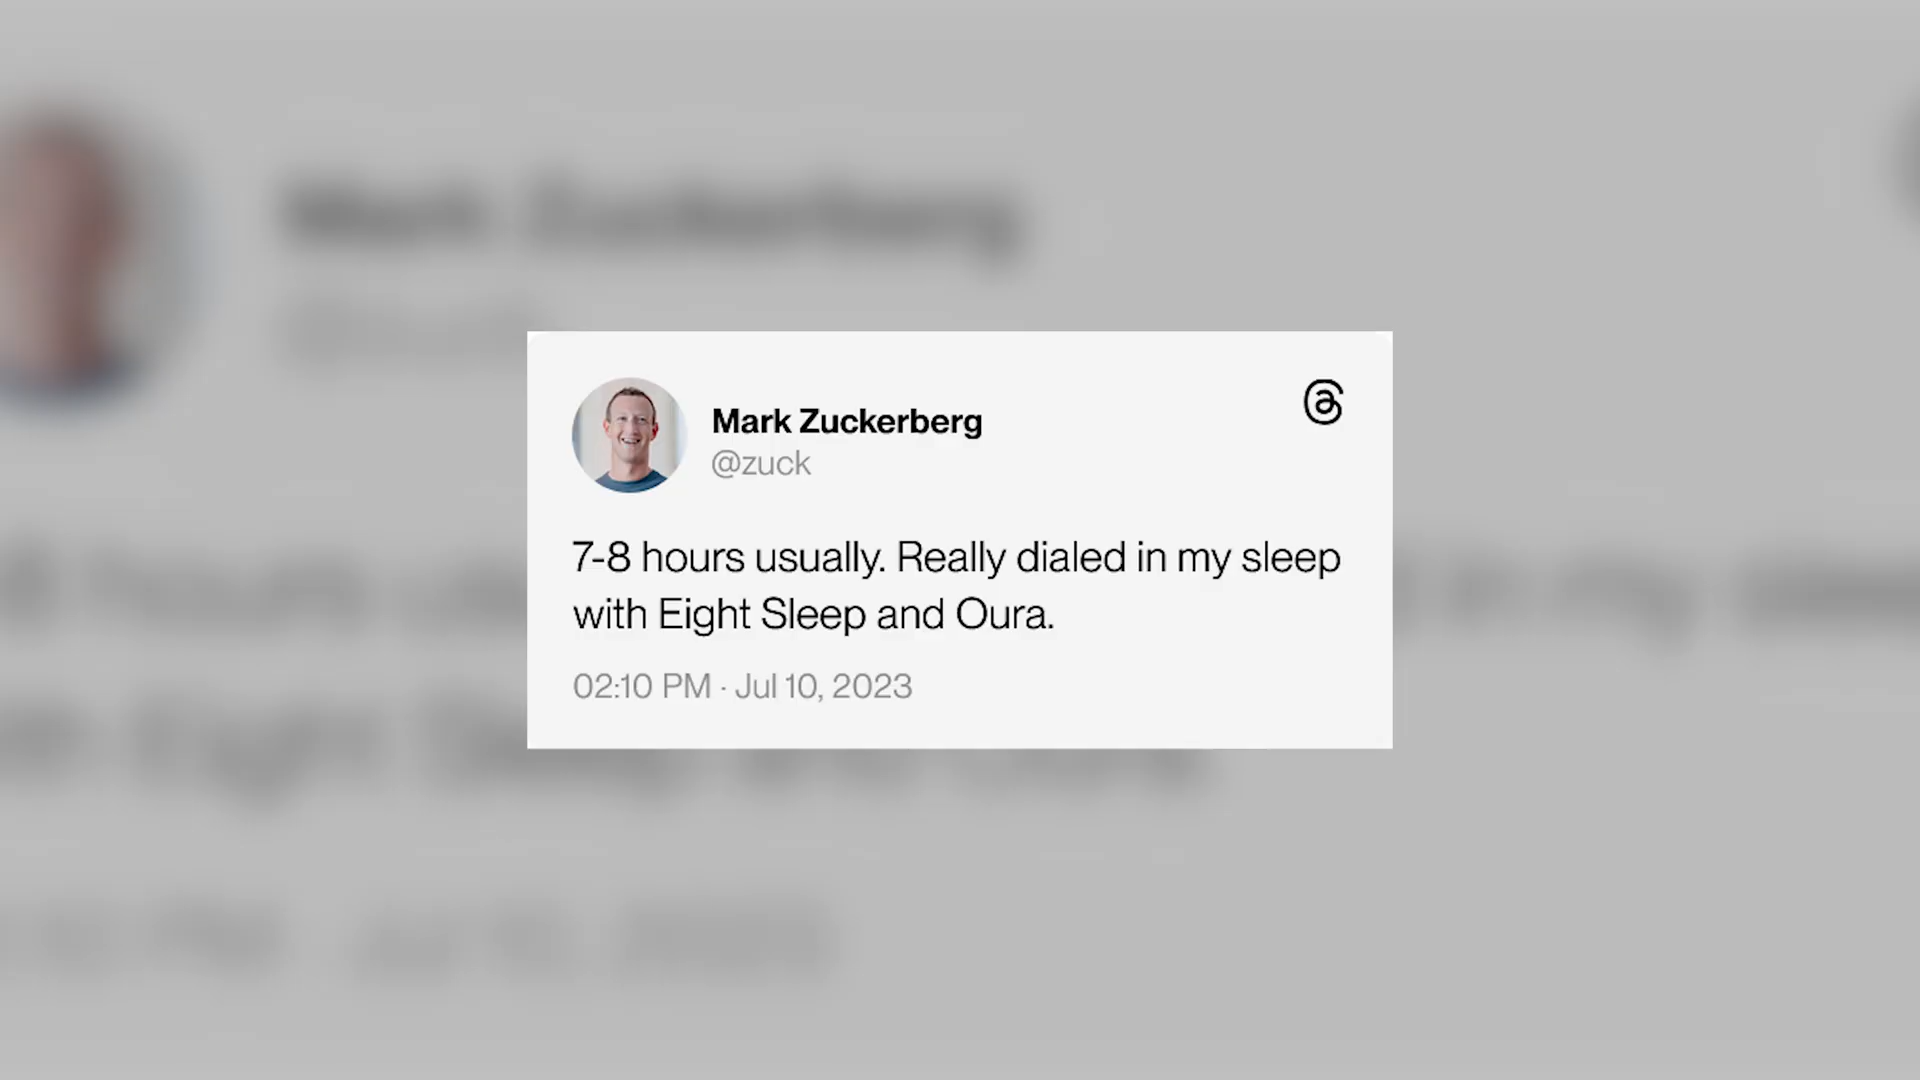 Mark Zuckerberg
@zuck
7-8 hours usually. Really dialed in my sleep
with Eight Sleep and Oura.
02:10 PM · Jul 10, 2023